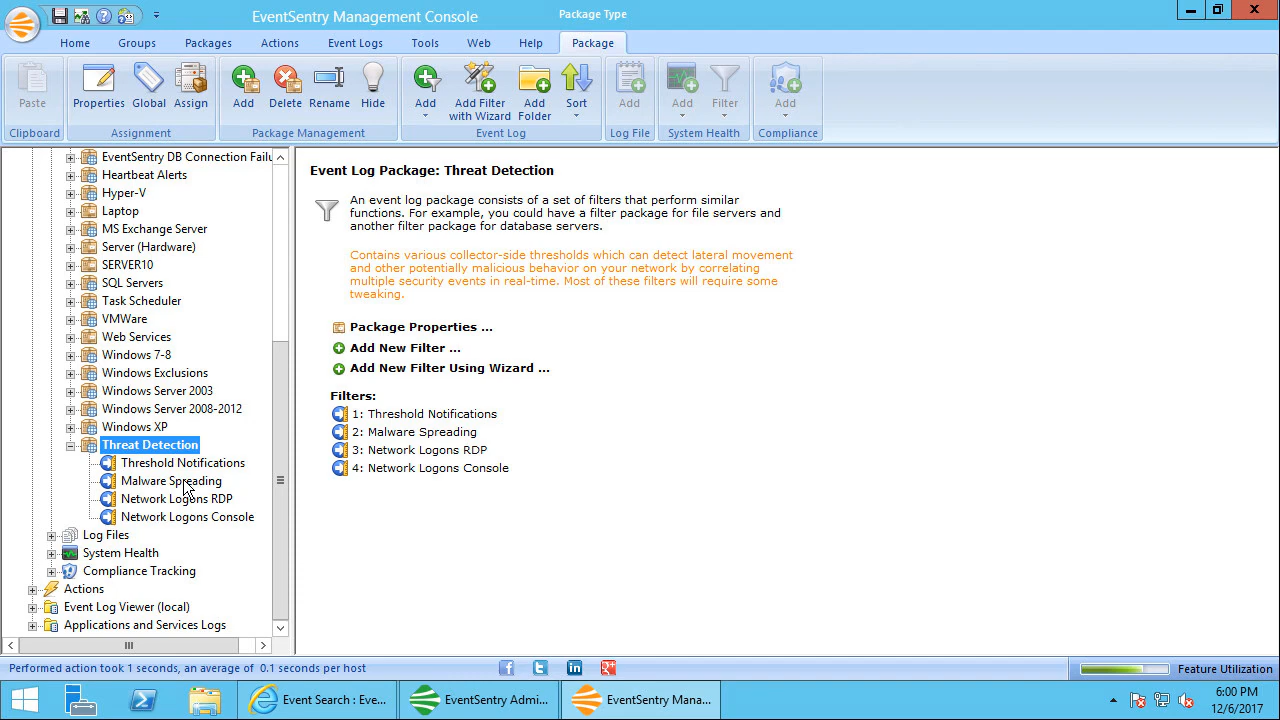 EventSentry Management Console
Package Type
Home Groups Packages Actions Event Logs Tools Web Help Package
Paste Properties Global Assign Add Delete Rename Hide Add Add Filter with Wizard Add Folder Sort Add Add Filter Add
Clipboard Assignment Package Management Event Log Log File System Health Compliance
EventSentry DB Connection Failu
Heartbeat Alerts
Hyper-V
Laptop
MS Exchange Server
Server (Hardware)
SERVER10
SQL Servers
Task Scheduler
VMWare
Web Services
Windows 7-8
Windows Exclusions
Windows Server 2003
Windows Server 2008-2012
Windows XP
Threat Detection
Threshold Notifications
Malware Spreading
Network Logons RDP
Network Logons Console
Log Files
System Health
Compliance Tracking
Actions
Event Log Viewer (local)
Applications and Services Logs
Event Log Package: Threat Detection
An event log package consists of a set of filters that perform similar
functions. For example, you could have a filter package for file servers and
another filter package for database servers.
Contains various collector-side thresholds which can detect lateral movement
and other potentially malicious behavior on your network by correlating
multiple security events in real-time. Most of these filters will require some
tweaking.
Package Properties ...
Add New Filter ...
Add New Filter Using Wizard ...
Filters:
1: Threshold Notifications
2: Malware Spreading
3: Network Logons RDP
4: Network Logons Console
Performed action took 1 seconds, an average of 0.1 seconds per host
Feature Utilization
Event Search : Eve...
EventSentry Admi...
EventSentry Mana...
6:00 PM
12/6/2017